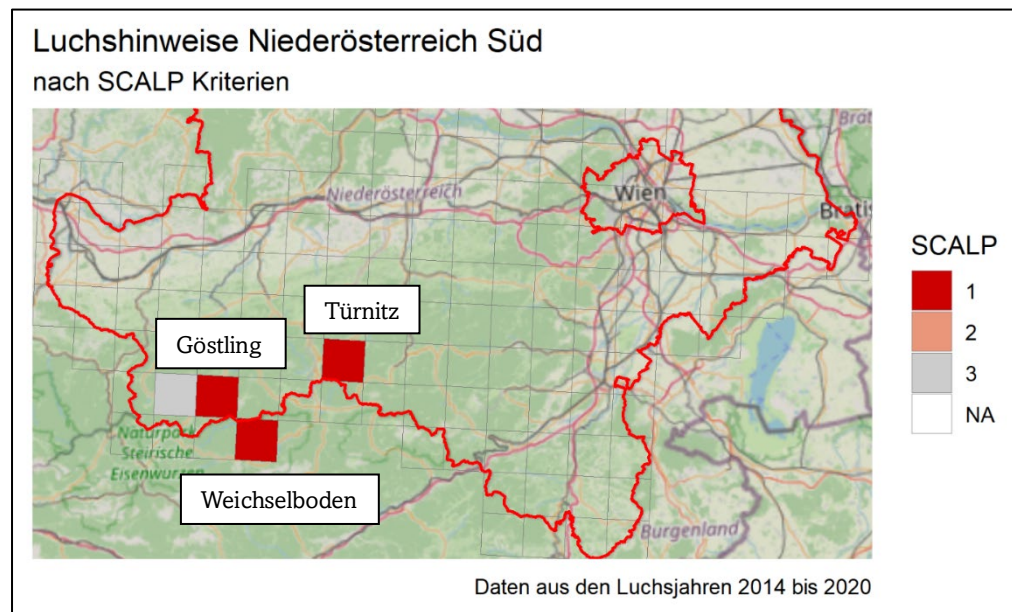 Luchshinweise Niederösterreich Süd
nach SCALP Kriterien
Niederösterreich
Wien
Bratis
Türnitz
Göstling
Naturpark
Steirische
Eisenwurzen
Weichselboden
Burgenland
SCALP
1
2
3
NA
Daten aus den Luchsjahren 2014 bis 2020